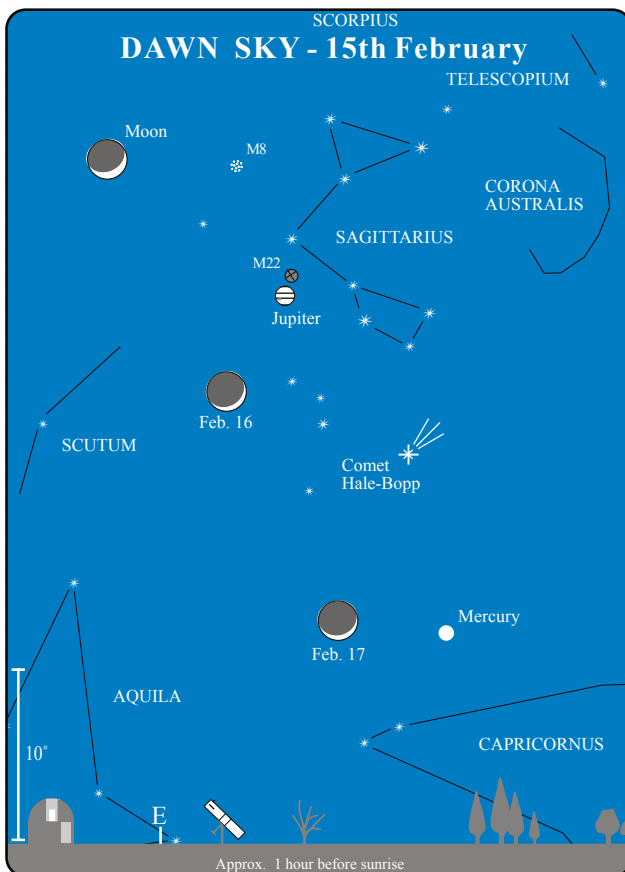 SCORPIUS
DAWN SKY - 15th February
TELESCOPIUM
Moon
M8
CORONA
AUSTRALIS
SAGITTARIUS
M22
Jupiter
Feb. 16
SCUTUM
Comet
Hale-Bopp
Mercury
Feb. 17
AQUILA
CAPRICORNUS
10°
E
Approx. 1 hour before sunrise